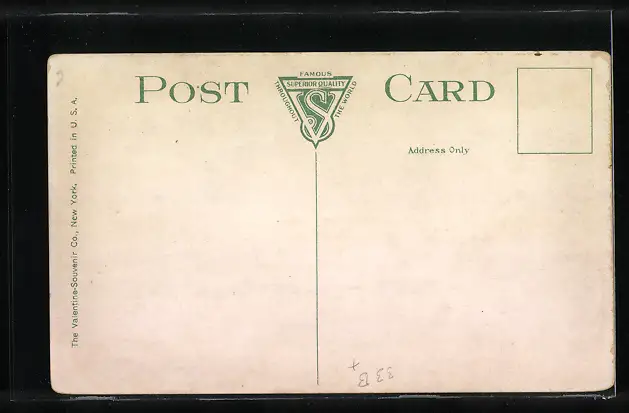 POST CARD
FAMOUS
SUPERIOR QUALITY
THROUGHOUT
THE WORLD
VS
Address Only
The Valentine-Souvenir Co., New York. Printed in U. S. A.
33 B